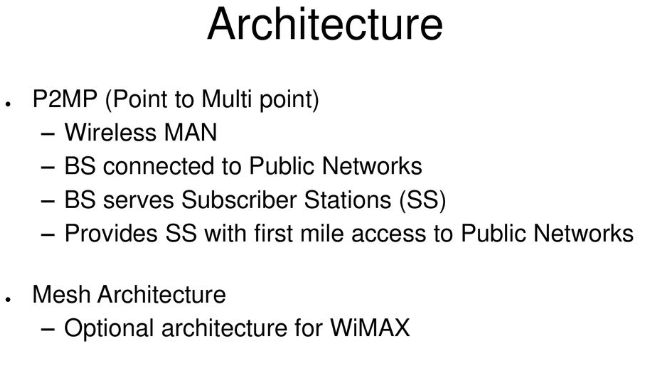 Architecture
• P2MP (Point to Multi point)
– Wireless MAN
– BS connected to Public Networks
– BS serves Subscriber Stations (SS)
– Provides SS with first mile access to Public Networks
• Mesh Architecture
– Optional architecture for WiMAX